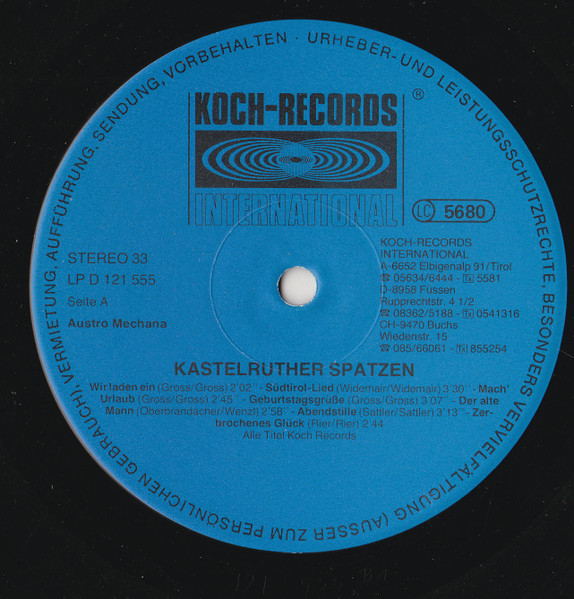 URHEBER- UND LEISTUNGSSCHUTZRECHTE, BESONDERS VERVIELFÄLTIGUNG (AUSSER ZUM PERSÖNLICHEN GEBRAUCH), VERMIETUNG, AUFFÜHRUNG, SENDUNG, VORBEHALTEN ·
KOCH-RECORDS ®
INTERNATIONAL
LC 5680
STEREO 33
LP D 121 555
Seite A
Austro Mechana
KOCH-RECORDS
INTERNATIONAL
A-6652 Elbigenalp 91/Tirol
☎ 05634/6444 - Tx 5581
D-8958 Füssen
Rupprechtstr. 4 1/2
☎ 08362/5188 - Tx 0541316
CH-9470 Buchs
Wiedenstr. 15
☎ 085/66061 - Tx 855254
KASTELRUTHER SPATZEN
Wir laden ein (Gross/Gross) 2'02" - Südtirol-Lied (Widemair/Widemair) 3'30" - Mach'
Urlaub (Gross/Gross) 2'45" - Geburtstagsgrüße (Gross/Gross) 3'07" - Der alte
Mann (Oberbrandacher/Wenzl) 2'58" - Abendstille (Sattler/Sattler) 3'13" - Zer-
brochenes Glück (Rier/Rier) 2'44
Alle Titel Koch Records